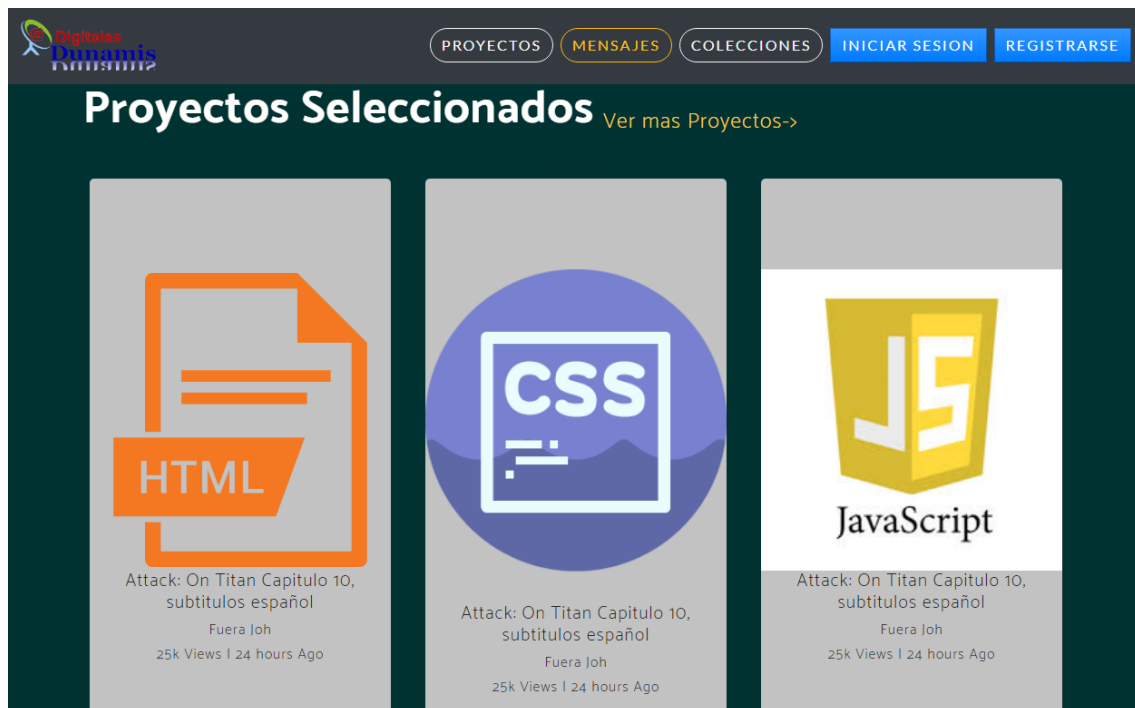 Digitales
Dunamis
PROYECTOS MENSAJES COLECCIONES INICIAR SESION REGISTRARSE
Proyectos Seleccionados Ver mas Proyectos->
HTML
CSS
JS
JavaScript
Attack: On Titan Capitulo 10,
subtitulos español
Fuera Joh
25k Views | 24 hours Ago
Attack: On Titan Capitulo 10,
subtitulos español
Fuera Joh
25k Views | 24 hours Ago
Attack: On Titan Capitulo 10,
subtitulos español
Fuera Joh
25k Views | 24 hours Ago